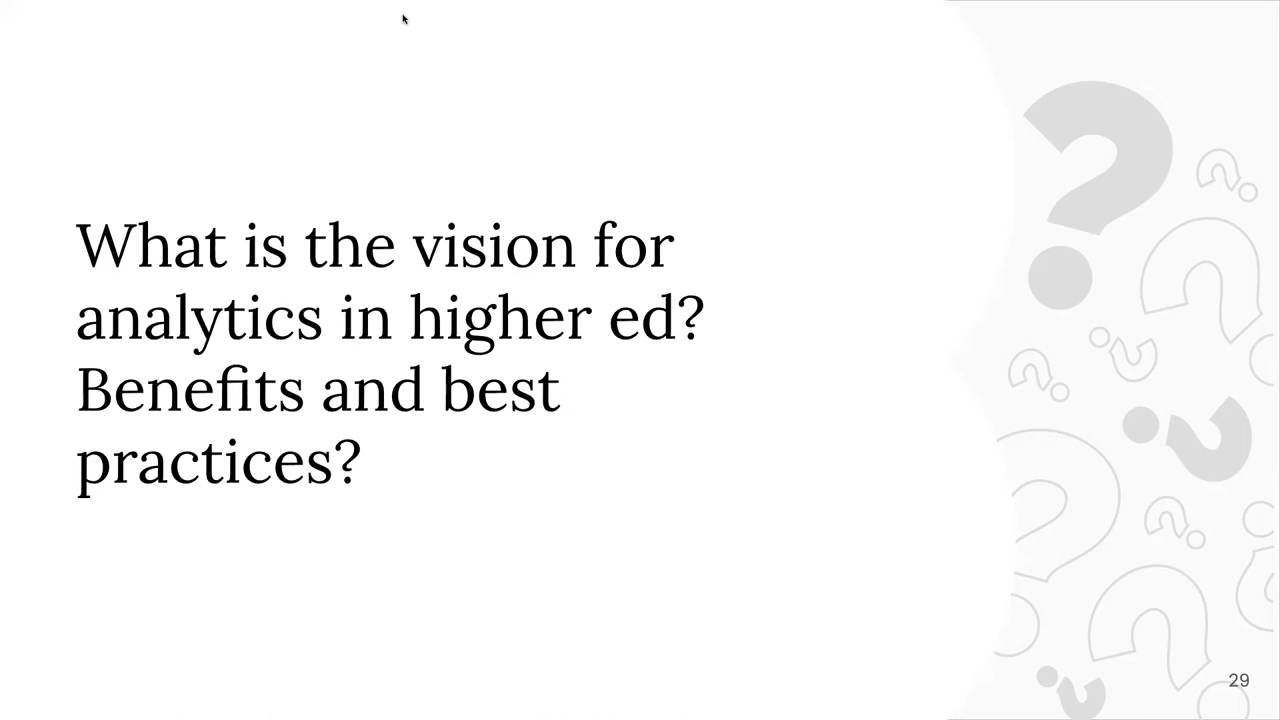 What is the vision for
analytics in higher ed?
Benefits and best
practices?
29